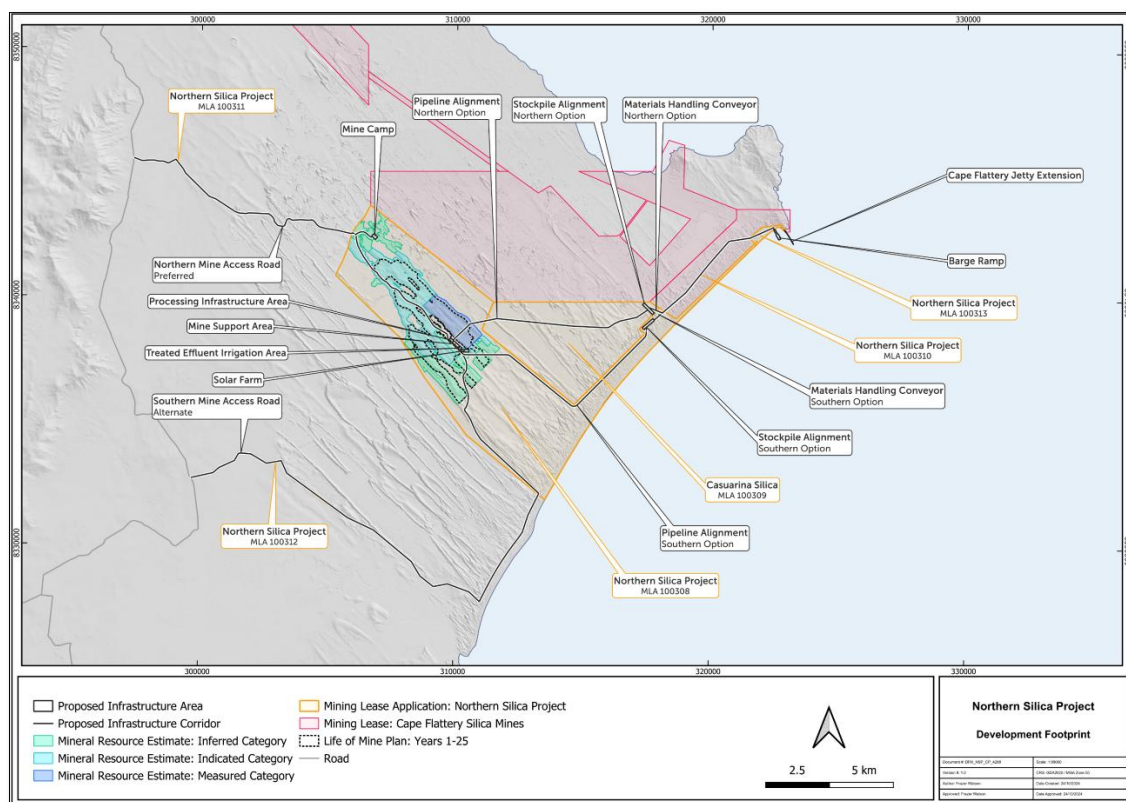 300000
310000
320000
330000
8350000
Northern Silica Project
MLA 100311
Mine Camp
Pipeline Alignment
Northern Option
Stockpile Alignment
Northern Option
Materials Handling Conveyor
Northern Option
Cape Flattery Jetty Extension
Northern Mine Access Road
Preferred
Barge Ramp
8340000
Processing Infrastructure Area
Northern Silica Project
MLA 100313
Mine Support Area
Treated Effluent Irrigation Area
Northern Silica Project
MLA 100310
Solar Farm
Materials Handling Conveyor
Southern Option
Southern Mine Access Road
Alternate
Stockpile Alignment
Southern Option
Casuarina Silica
MLA 100309
Northern Silica Project
MLA 100312
Pipeline Alignment
Southern Option
8330000
Northern Silica Project
MLA 100308
300000
310000
320000
330000
Proposed Infrastructure Area
Proposed Infrastructure Corridor
Mineral Resource Estimate: Inferred Category
Mineral Resource Estimate: Indicated Category
Mineral Resource Estimate: Measured Category
Mining Lease Application: Northern Silica Project
Mining Lease: Cape Flattery Silica Mines
Life of Mine Plan: Years 1-25
Road
2.5
5 km
Northern Silica Project
Development Footprint